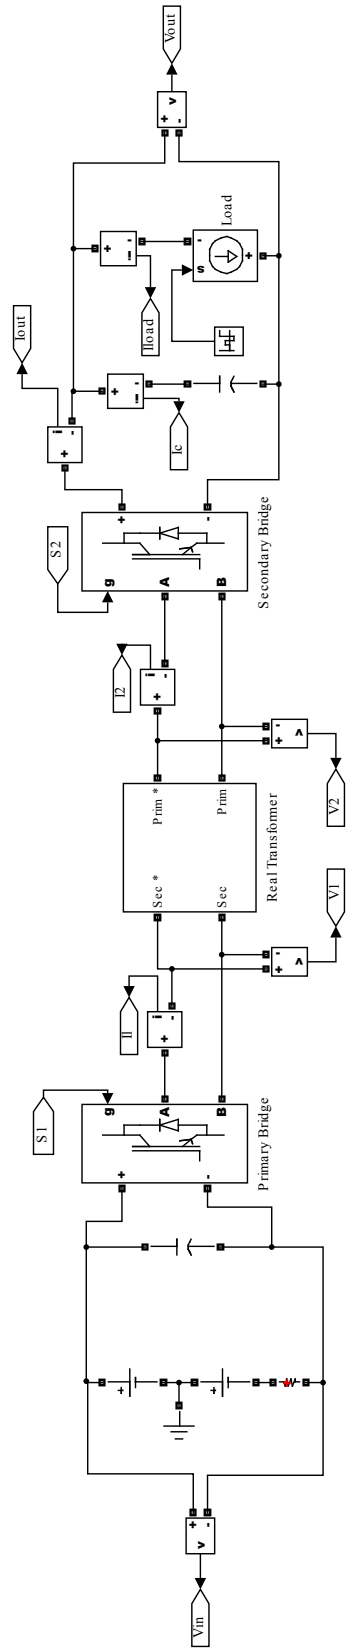 Vin
v
+
-
+
+
S1
g
+
-
A
B
Primary Bridge
I1
i
+
-
Sec *
Sec
Prim *
Prim
Real Transformer
+
-
v
V1
+
-
v
V2
I2
i
+
-
S2
g
A
B
+
-
Secondary Bridge
Iout
i
+
-
+
i
-
Ic
+
i
-
Iload
s
-
+
Load
+
-
v
Vout